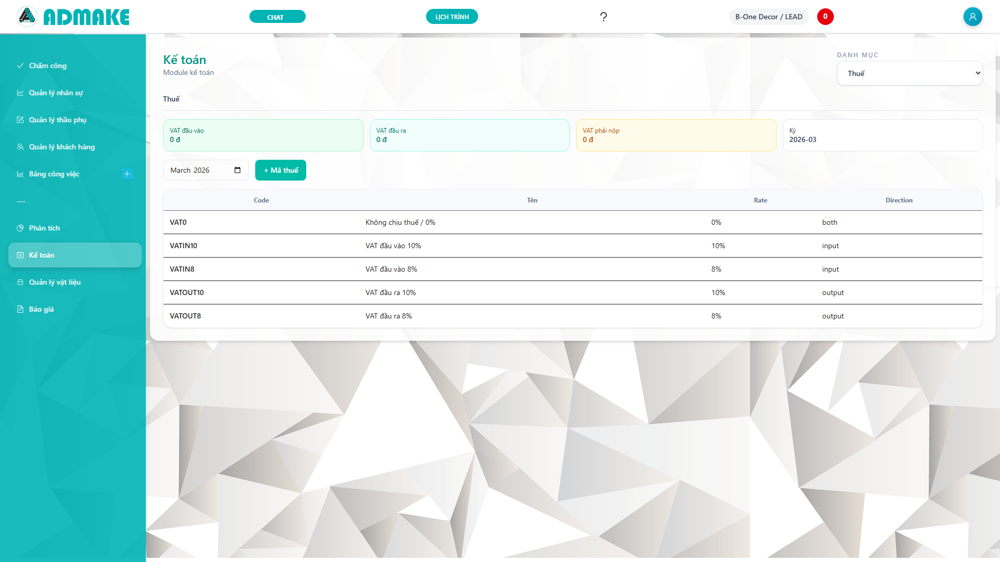 ADMAKE
CHAT
LỊCH TRÌNH
?
B-One Decor / LEAD
0
Chấm công
Quản lý nhân sự
Quản lý thầu phụ
Quản lý khách hàng
Bảng công việc
---
Phân tích
Kế toán
Quản lý vật liệu
Báo giá
Kế toán
Module kế toán
DANH MỤC
Thuế
Thuế
VAT đầu vào
0 đ
VAT đầu ra
0 đ
VAT phải nộp
0 đ
Kỳ
2026-03
March 2026
+ Mã thuế
Code Tên Rate Direction
VAT0 Không chịu thuế / 0% 0% both
VATIN10 VAT đầu vào 10% 10% input
VATIN8 VAT đầu vào 8% 8% input
VATOUT10 VAT đầu ra 10% 10% output
VATOUT8 VAT đầu ra 8% 8% output